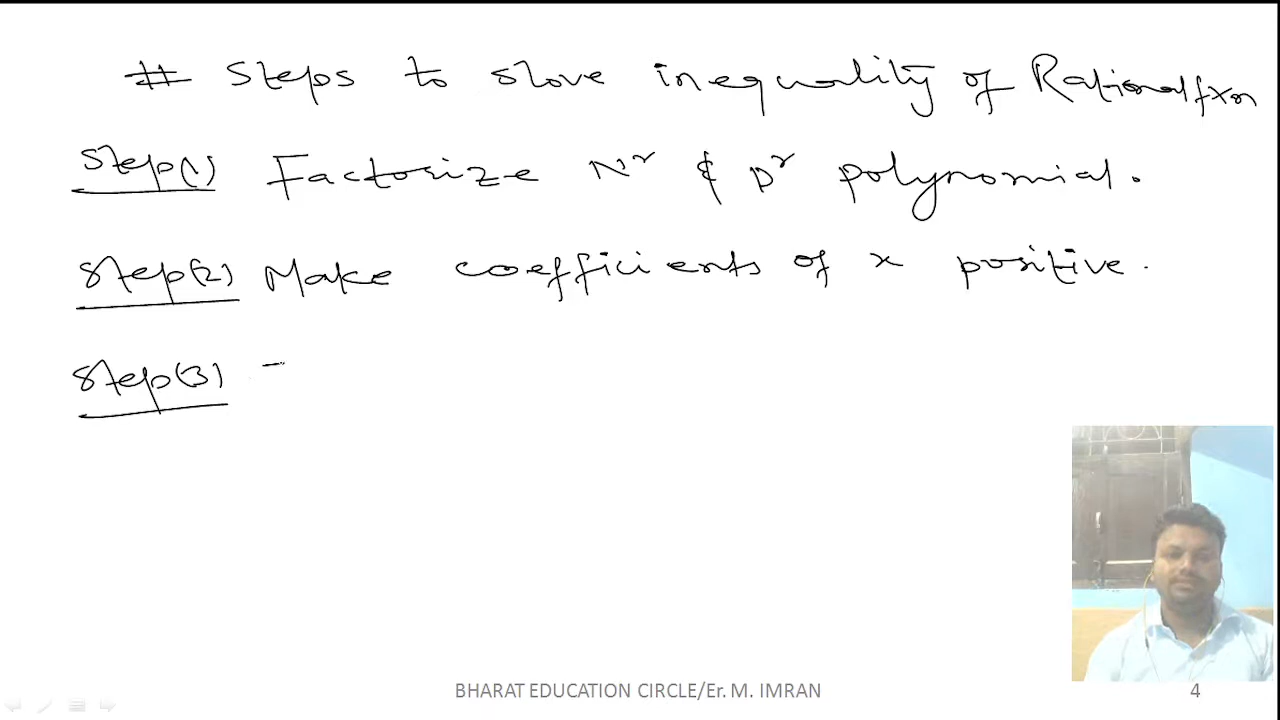 # Steps to slove inequality of Rational fxn
Step(1) Factorize Nʳ & Dʳ polynomial.
Step(2) Make coefficients of x positive.
Step(3)
BHARAT EDUCATION CIRCLE/Er. M. IMRAN 4